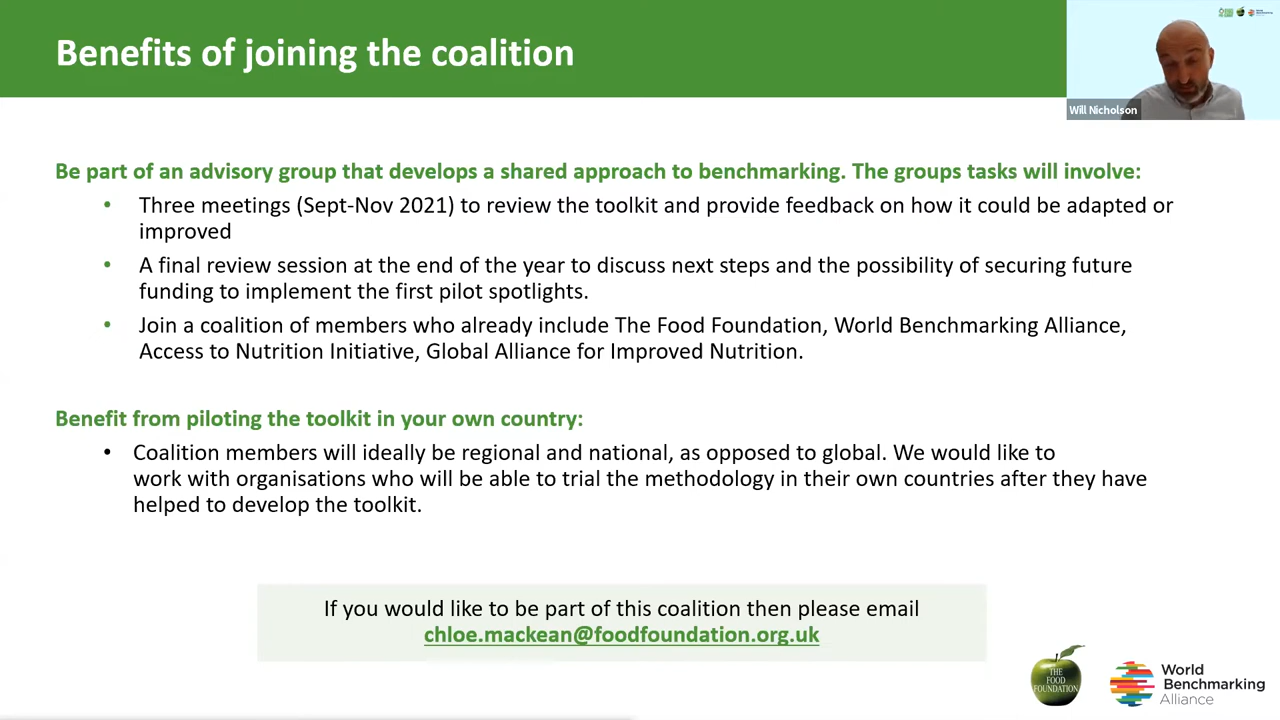 Benefits of joining the coalition
Will Nicholson
Be part of an advisory group that develops a shared approach to benchmarking. The groups tasks will involve:
• Three meetings (Sept-Nov 2021) to review the toolkit and provide feedback on how it could be adapted or
improved
• A final review session at the end of the year to discuss next steps and the possibility of securing future
funding to implement the first pilot spotlights.
• Join a coalition of members who already include The Food Foundation, World Benchmarking Alliance,
Access to Nutrition Initiative, Global Alliance for Improved Nutrition.
Benefit from piloting the toolkit in your own country:
• Coalition members will ideally be regional and national, as opposed to global. We would like to
work with organisations who will be able to trial the methodology in their own countries after they have
helped to develop the toolkit.
If you would like to be part of this coalition then please email
chloe.mackean@foodfoundation.org.uk
THE
FOOD
FOUNDATION
World
Benchmarking
Alliance